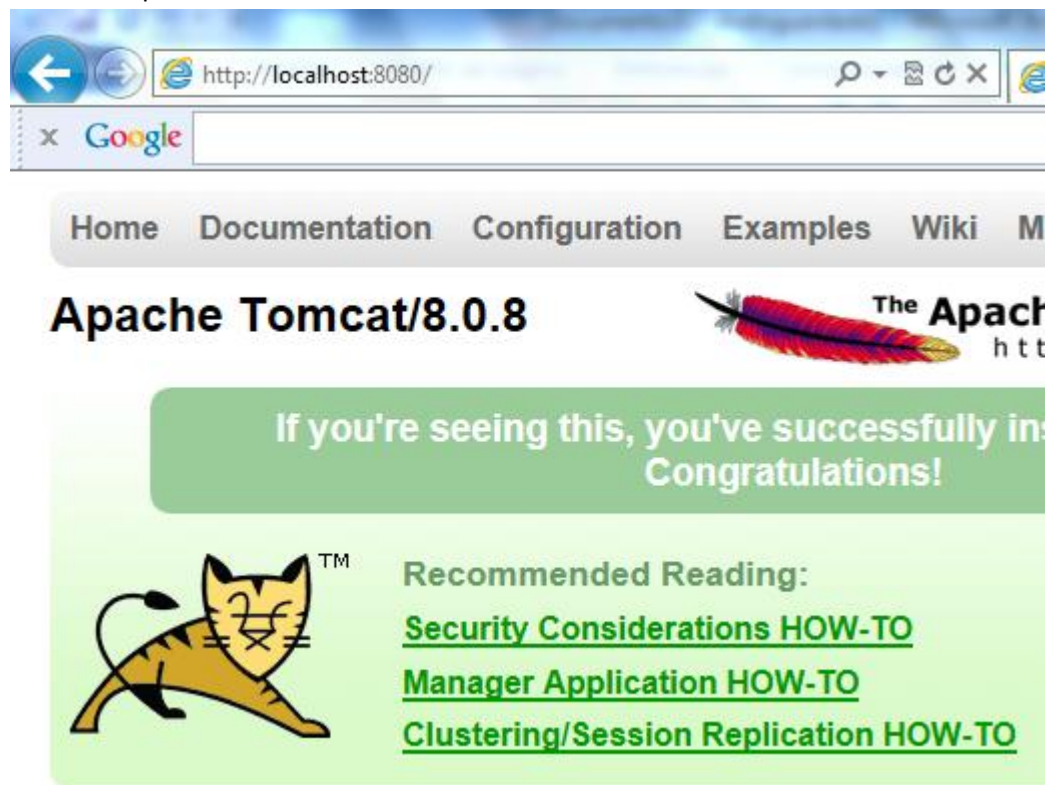 http://localhost:8080/
x Google
Home Documentation Configuration Examples Wiki M
Apache Tomcat/8.0.8
The Apach
htt
If you're seeing this, you've successfully ins
Congratulations!
TM
Recommended Reading:
Security Considerations HOW-TO
Manager Application HOW-TO
Clustering/Session Replication HOW-TO